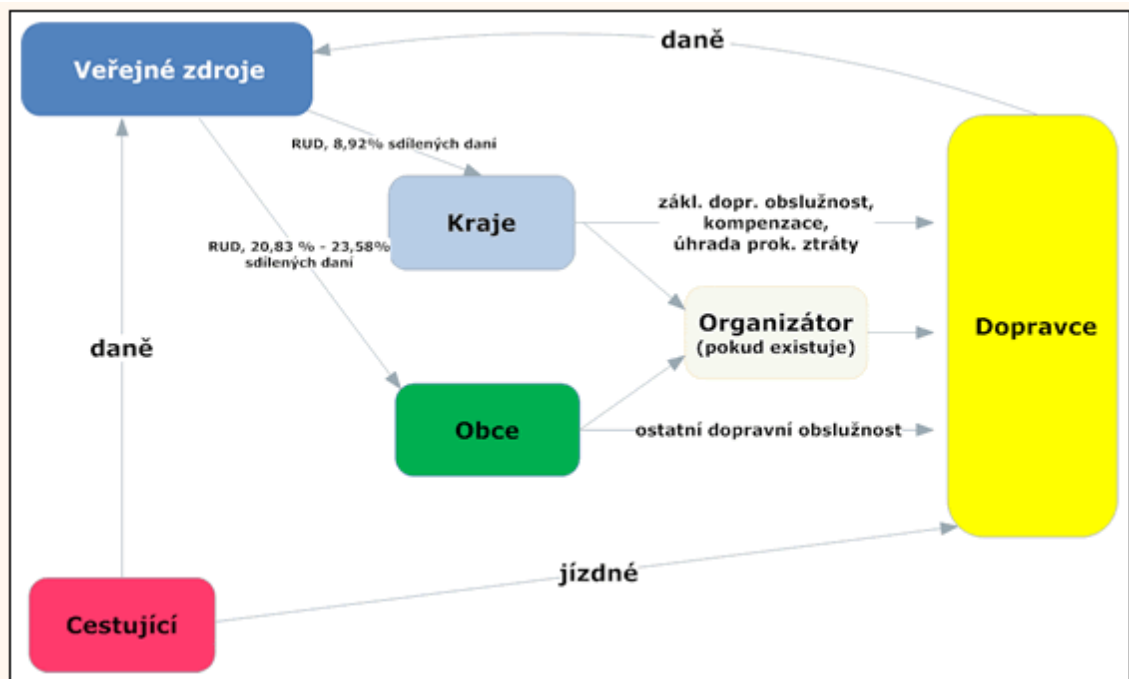 daně
Veřejné zdroje
RUD, 8,92% sdílených daní
zákl. dopr. obslužnost,
kompenzace,
úhrada prok. ztráty
Kraje
RUD, 20,83 % - 23,58%
sdílených daní
Organizátor
(pokud existuje)
Dopravce
daně
Obce
ostatní dopravní obslužnost
jízdné
Cestující